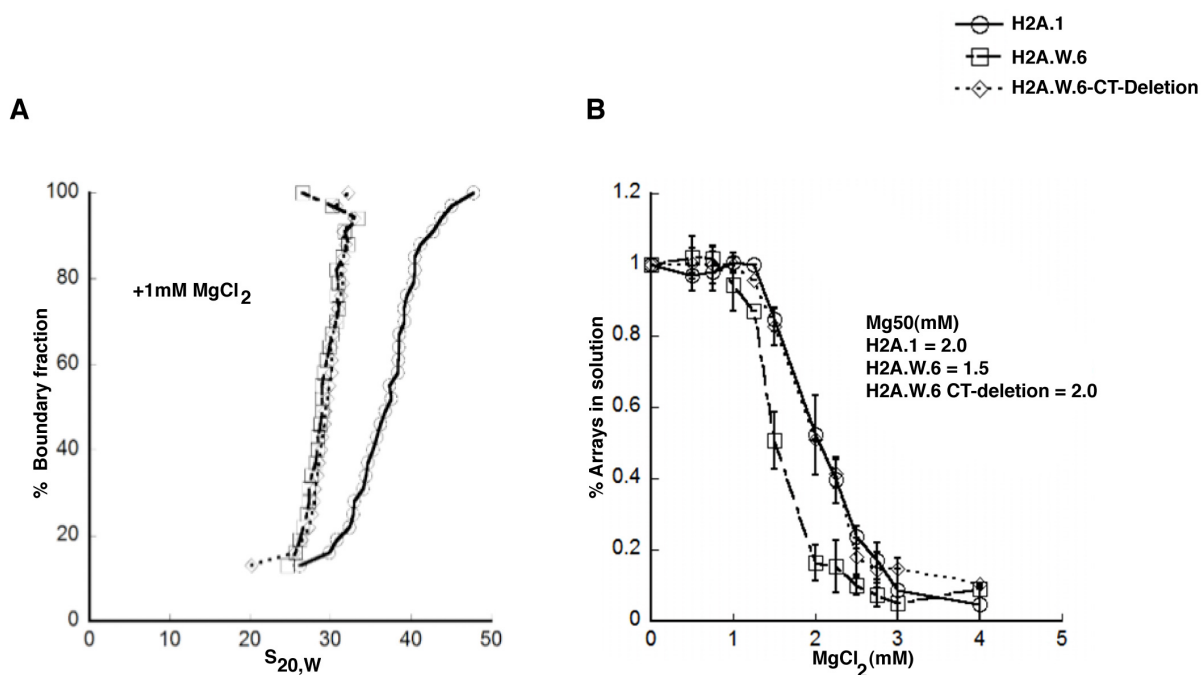 H2A.1
H2A.W.6
H2A.W.6-CT-Deletion
A
% Boundary fraction
100
80
60
40
20
0
+1mM MgCl2
0 10 20 30 40 50
S20,W
B
% Arrays in solution
1.2
1
0.8
0.6
0.4
0.2
0
Mg50(mM)
H2A.1 = 2.0
H2A.W.6 = 1.5
H2A.W.6 CT-deletion = 2.0
0 1 2 3 4 5
MgCl2(mM)